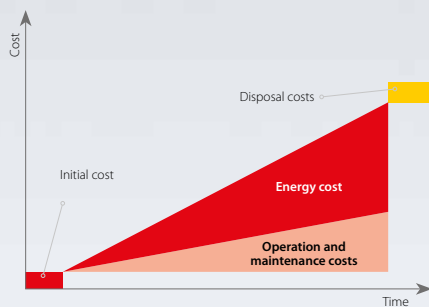 Cost
Disposal costs
Initial cost
Energy cost
Operation and
maintenance costs
Time